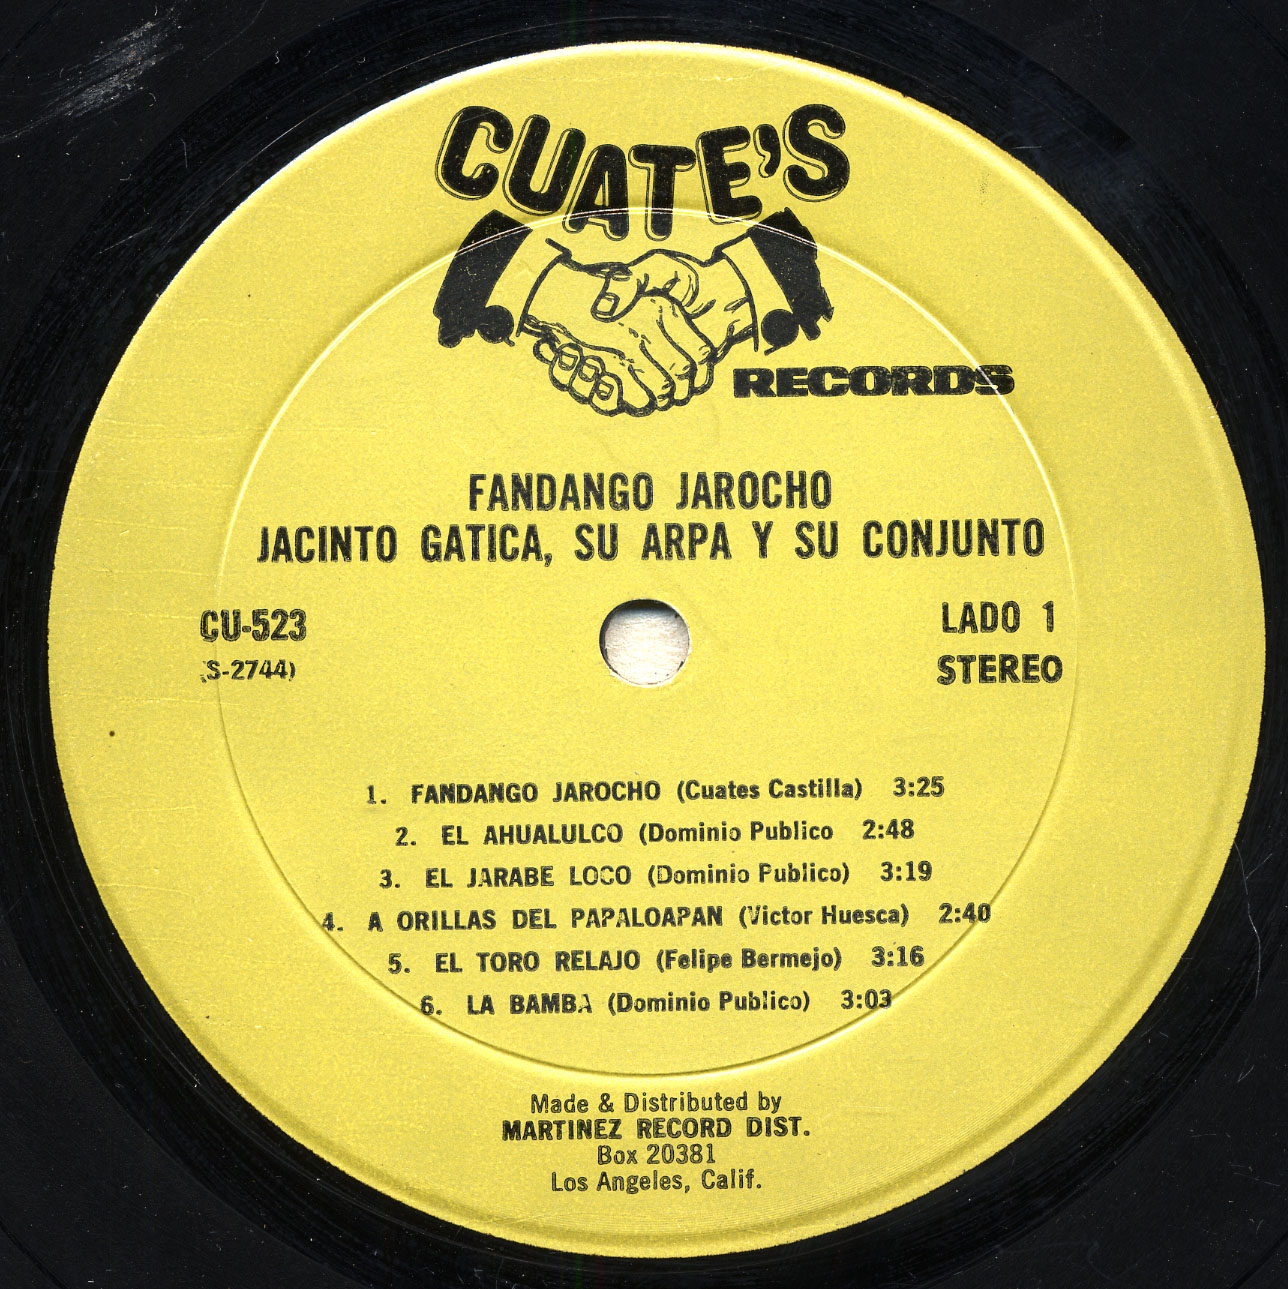 CUATE'S
RECORDS
FANDANGO JAROCHO
JACINTO GATICA, SU ARPA Y SU CONJUNTO
CU-523
(S-2744)
LADO 1
STEREO
1. FANDANGO JAROCHO (Cuates Castilla) 3:25
2. EL AHUALULCO (Dominio Publico 2:48
3. EL JARABE LOCO (Dominio Publico) 3:19
4. A ORILLAS DEL PAPALOAPAN (Victor Huesca) 2:40
5. EL TORO RELAJO (Felipe Bermejo) 3:16
6. LA BAMBA (Dominio Publico) 3:03
Made & Distributed by
MARTINEZ RECORD DIST.
Box 20381
Los Angeles, Calif.